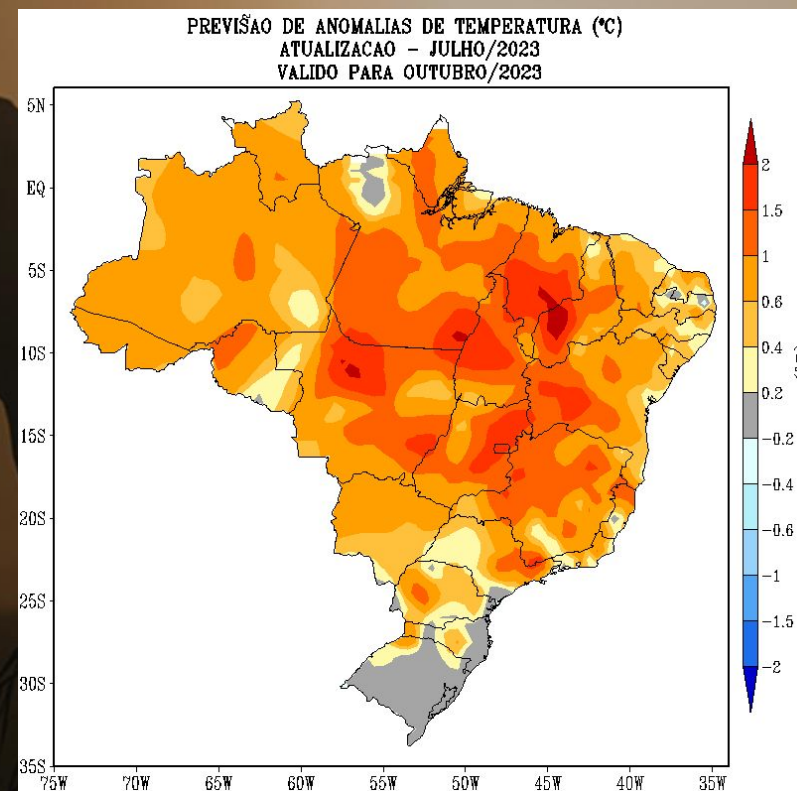 PREVISÃO DE ANOMALIAS DE TEMPERATURA (°C)
ATUALIZACAO - JULHO/2023
VALIDO PARA OUTUBRO/2023
5N
EQ
5S
10S
15S
20S
25S
30S
35S
75W
70W
65W
60W
55W
50W
45W
40W
35W
2
1.5
1
0.6
0.4
0.2
-0.2
-0.4
-0.6
-1
-1.5
-2